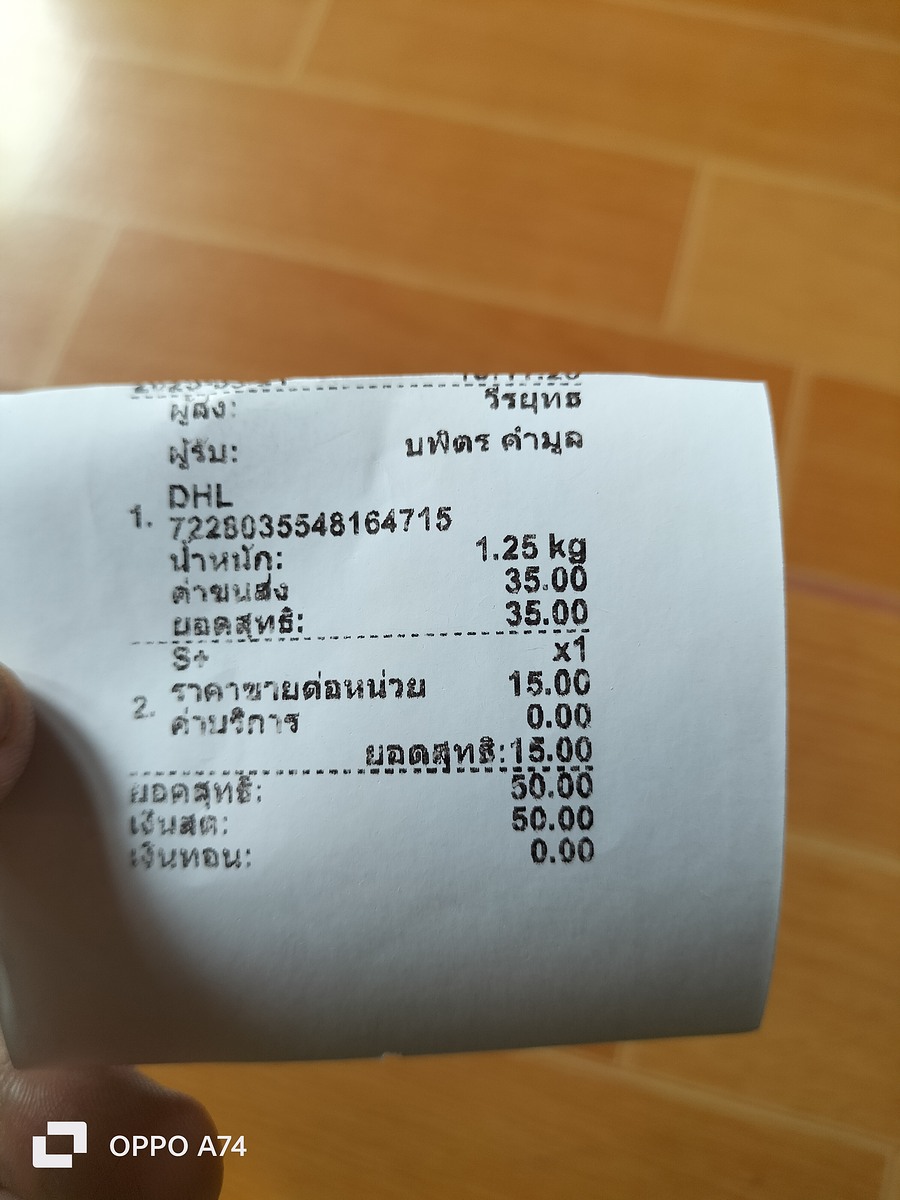 ผู้ส่ง: วีรยุทธ
ผู้รับ: บพิตร คำมูล
1. DHL
7228035548164715
น้ำหนัก: 1.25 kg
ค่าขนส่ง 35.00
ยอดสุทธิ: 35.00
S+ x1
2. ราคาขายต่อหน่วย 15.00
ค่าบริการ 0.00
ยอดสุทธิ:15.00
ยอดสุทธิ: 50.00
เงินสด: 50.00
เงินทอน: 0.00
OPPO A74